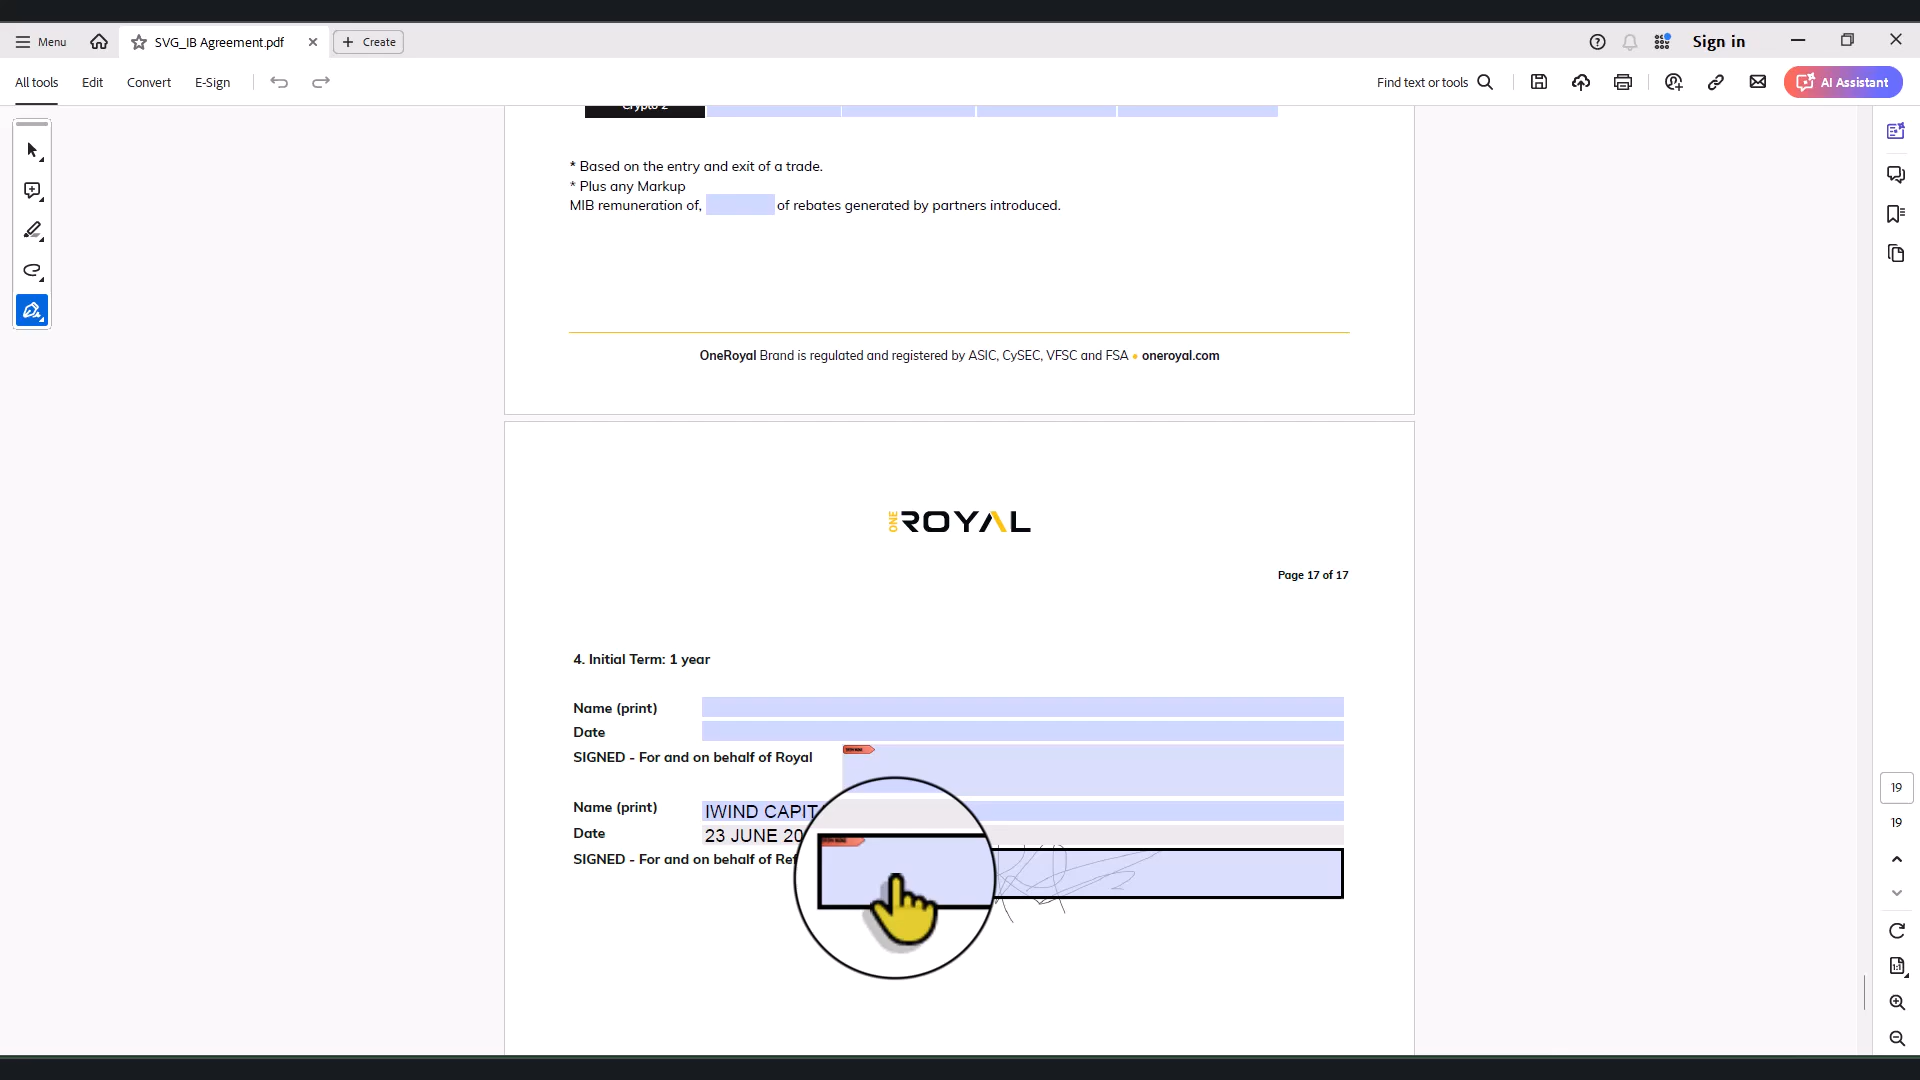 Menu
SVG_IB Agreement.pdf
Create
Sign in
All tools
Edit
Convert
E-Sign
Find text or tools
AI Assistant
Crypto 2
* Based on the entry and exit of a trade.
* Plus any Markup
MIB remuneration of, of rebates generated by partners introduced.
OneRoyal Brand is regulated and registered by ASIC, CySEC, VFSC and FSA • oneroyal.com
ONE ROYAL
Page 17 of 17
4. Initial Term: 1 year
Name (print)
Date
SIGNED - For and on behalf of Royal
Name (print) IWIND CAPIT
Date 23 JUNE 20
SIGNED - For and on behalf of Ref
19
19